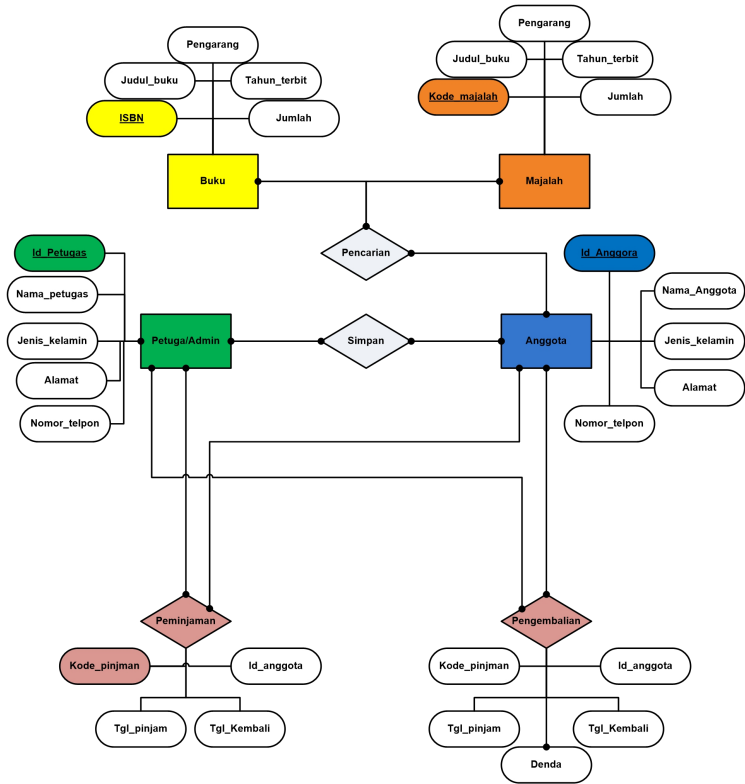 Pengarang
Judul_buku
Tahun_terbit
ISBN
Jumlah
Buku
Pengarang
Judul_buku
Tahun_terbit
Kode_majalah
Jumlah
Majalah
Pencarian
Id_Petugas
Nama_petugas
Jenis_kelamin
Alamat
Nomor_telpon
Petuga/Admin
Simpan
Anggota
Id_Anggora
Nama_Anggota
Jenis_kelamin
Alamat
Nomor_telpon
Peminjaman
Kode_pinjman
Id_anggota
Tgl_pinjam
Tgl_Kembali
Pengembalian
Kode_pinjman
Id_anggota
Tgl_pinjam
Tgl_Kembali
Denda